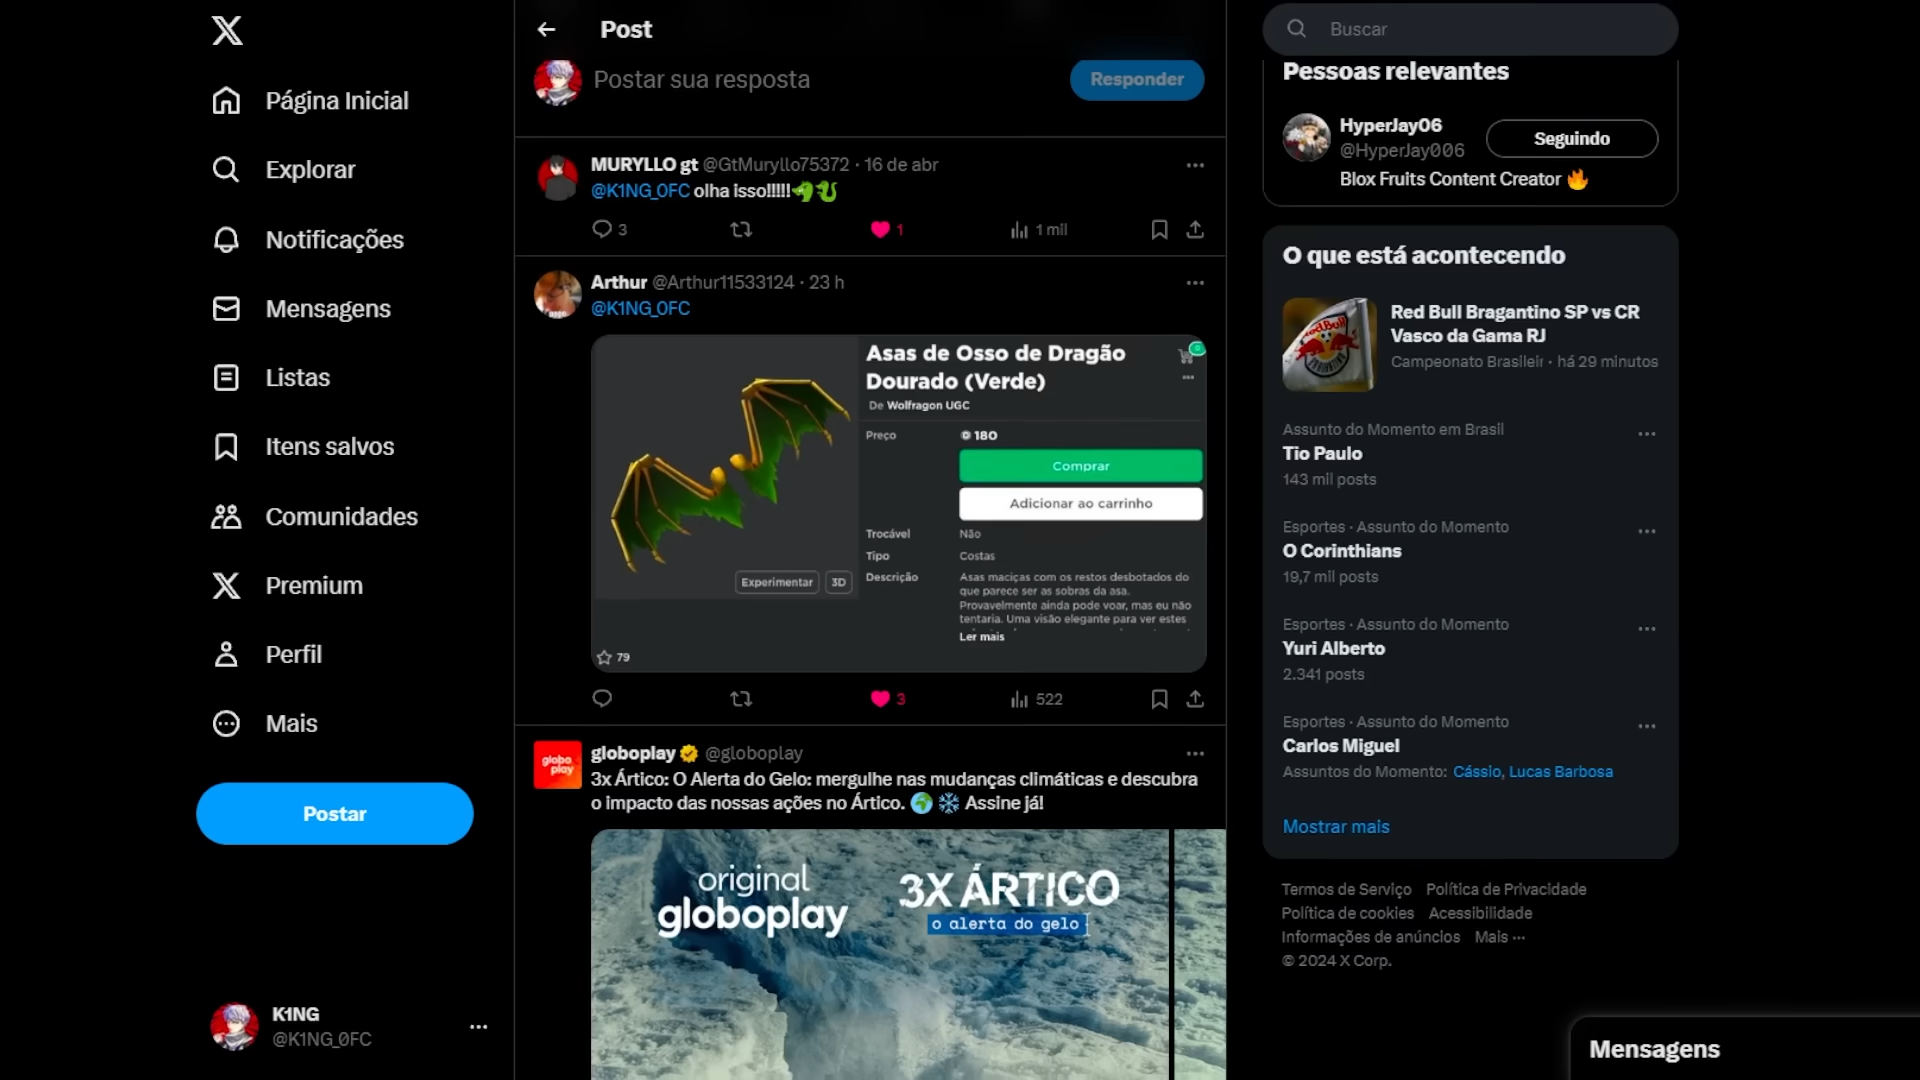 Página Inicial
Explorar
Notificações
Mensagens
Listas
Itens salvos
Comunidades
Premium
Perfil
Mais
Postar
K1NG
@K1NG_0FC
Post
Postar sua resposta
Responder
MURYLLO gt @GtMuryllo75372 · 16 de abr
@K1NG_0FC olha isso!!!!!🐲🐉
3
1
1 mil
Arthur @Arthur11533124 · 23 h
@K1NG_0FC
Asas de Osso de Dragão
Dourado (Verde)
De Wolfragon UGC
Preço
180
Comprar
Adicionar ao carrinho
Trocável
Não
Tipo
Costas
Descrição
Asas maciças com os restos desbotados do
que parece ser as sobras da asa.
Provavelmente ainda pode voar, mas eu não
tentaria. Uma visão elegante para ver estes
Ler mais
Experimentar
3D
79
3
522
globo
play
globoplay @globoplay
3x Ártico: O Alerta do Gelo: mergulhe nas mudanças climáticas e descubra
o impacto das nossas ações no Ártico. 🌍 ❄️ Assine já!
original
globoplay
3X ÁRTICO
o alerta do gelo
Buscar
Pessoas relevantes
HyperJay06
@HyperJay006
Seguindo
Blox Fruits Content Creator 🔥
O que está acontecendo
Red Bull
Red Bull Bragantino SP vs CR
Vasco da Gama RJ
Campeonato Brasileir · há 29 minutos
Assunto do Momento em Brasil
Tio Paulo
143 mil posts
Esportes · Assunto do Momento
O Corinthians
19,7 mil posts
Esportes · Assunto do Momento
Yuri Alberto
2.341 posts
Esportes · Assunto do Momento
Carlos Miguel
Assuntos do Momento: Cássio, Lucas Barbosa
Mostrar mais
Termos de Serviço Política de Privacidade
Política de cookies Acessibilidade
Informações de anúncios Mais ···
© 2024 X Corp.
Mensagens